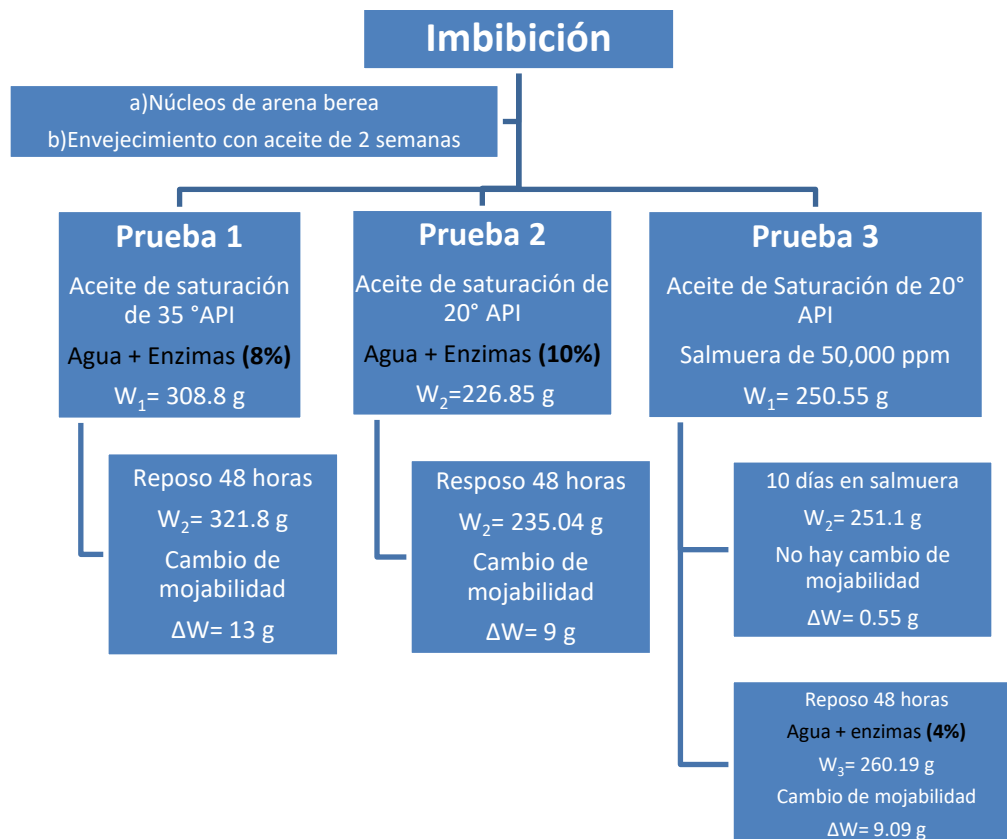 Imbibición
a)Núcleos de arena berea
b)Envejecimiento con aceite de 2 semanas
Prueba 1
Aceite de saturación
de 35 °API
Agua + Enzimas (8%)
W₁= 308.8 g
Reposo 48 horas
W₂= 321.8 g
Cambio de
mojabilidad
ΔW= 13 g
Prueba 2
Aceite de saturación de
20° API
Agua + Enzimas (10%)
W₂=226.85 g
Resposo 48 horas
W₂= 235.04 g
Cambio de
mojabilidad
ΔW= 9 g
Prueba 3
Aceite de Saturación de 20°
API
Salmuera de 50,000 ppm
W₁= 250.55 g
10 días en salmuera
W₂= 251.1 g
No hay cambio de
mojabilidad
ΔW= 0.55 g
Reposo 48 horas
Agua + enzimas (4%)
W₃= 260.19 g
Cambio de mojabilidad
ΔW= 9.09 g